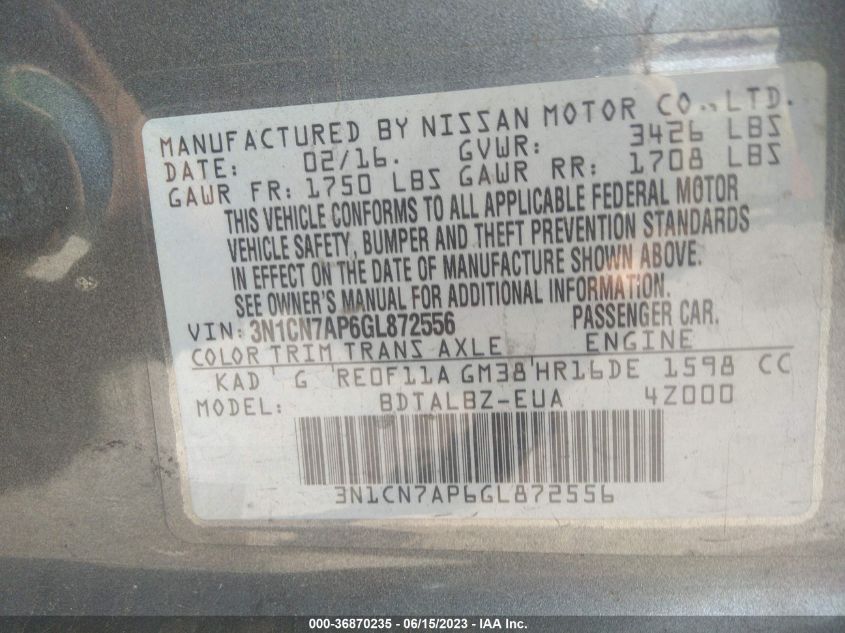 MANUFACTURED BY NISSAN MOTOR CO., LTD.
DATE: 02/16. GVWR: 3426 LBS
GAWR FR: 1750 LBS GAWR RR: 1708 LBS
THIS VEHICLE CONFORMS TO ALL APPLICABLE FEDERAL MOTOR
VEHICLE SAFETY, BUMPER AND THEFT PREVENTION STANDARDS
IN EFFECT ON THE DATE OF MANUFACTURE SHOWN ABOVE.
SEE OWNER'S MANUAL FOR ADDITIONAL INFORMATION.
VIN: 3N1CN7AP6GL872556 PASSENGER CAR.
COLOR TRIM TRANS AXLE ENGINE
KAD G RE0F11A GM38 HR16DE 1598 CC
MODEL: BDTALBZ-EUA 4Z000
3N1CN7AP6GL872556
000-36870235 - 06/15/2023 - IAA Inc.